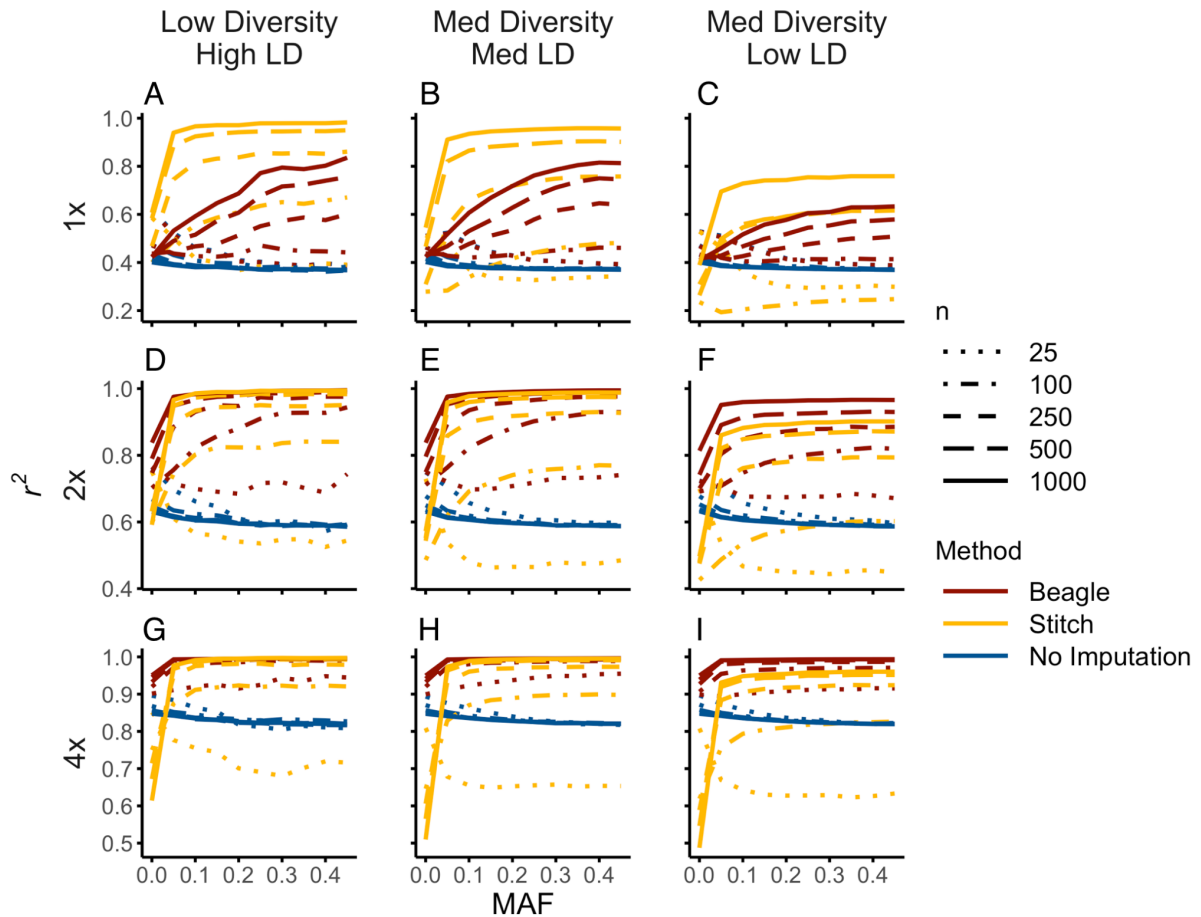 Low Diversity
High LD
Med Diversity
Med LD
Med Diversity
Low LD
A
B
C
1.0
0.8
0.6
0.4
0.2
1x
D
E
F
1.0
0.8
0.6
0.4
r²
2x
G
H
I
1.0
0.9
0.8
0.7
0.6
0.5
4x
0.0 0.1 0.2 0.3 0.4
0.0 0.1 0.2 0.3 0.4
0.0 0.1 0.2 0.3 0.4
MAF
n
25
100
250
500
1000
Method
Beagle
Stitch
No Imputation